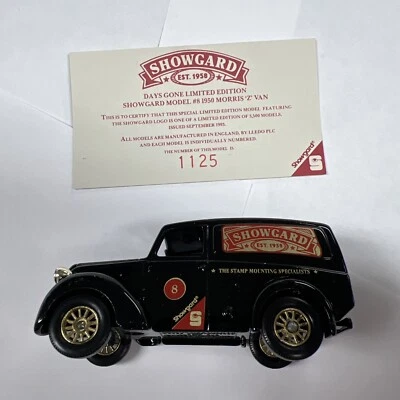 SHOWGARD
EST. 1958
DAYS GONE LIMITED EDITION
SHOWGARD MODEL #8 1950 MORRIS 'Z' VAN
THIS IS TO CERTIFY THAT THIS SPECIAL LIMITED EDITION MODEL FEATURING
THE SHOWGARD LOGO IS ONE OF A LIMITED EDITION OF 5,500 MODELS
ISSUED SEPTEMBER 1995.
ALL MODELS ARE MANUFACTURED IN ENGLAND, BY LLEDO PLC
AND EACH MODEL IS INDIVIDUALLY NUMBERED.
THE NUMBER OF THIS MODEL IS
1125
Showgard
S
SHOWGARD
EST. 1958
THE STAMP MOUNTING SPECIALISTS
8
Showgard
S